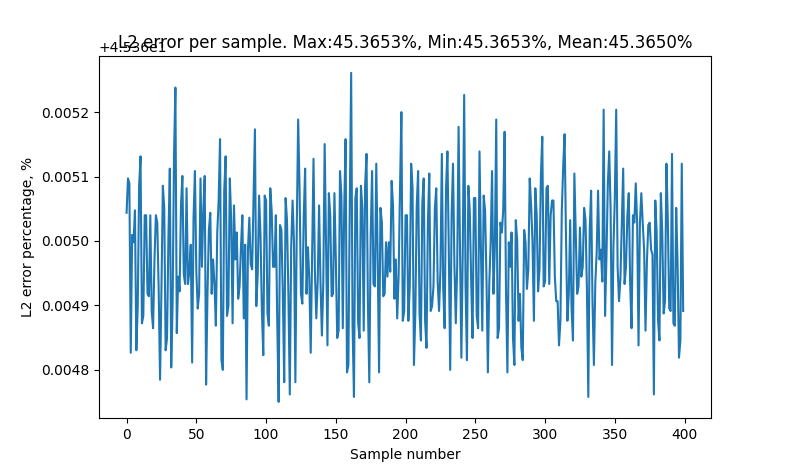 L2 error per sample. Max:45.3653%, Min:45.3653%, Mean:45.3650%
+4.536e1
0.0052
0.0051
0.0050
0.0049
0.0048
L2 error percentage, %
0 50 100 150 200 250 300 350 400
Sample number